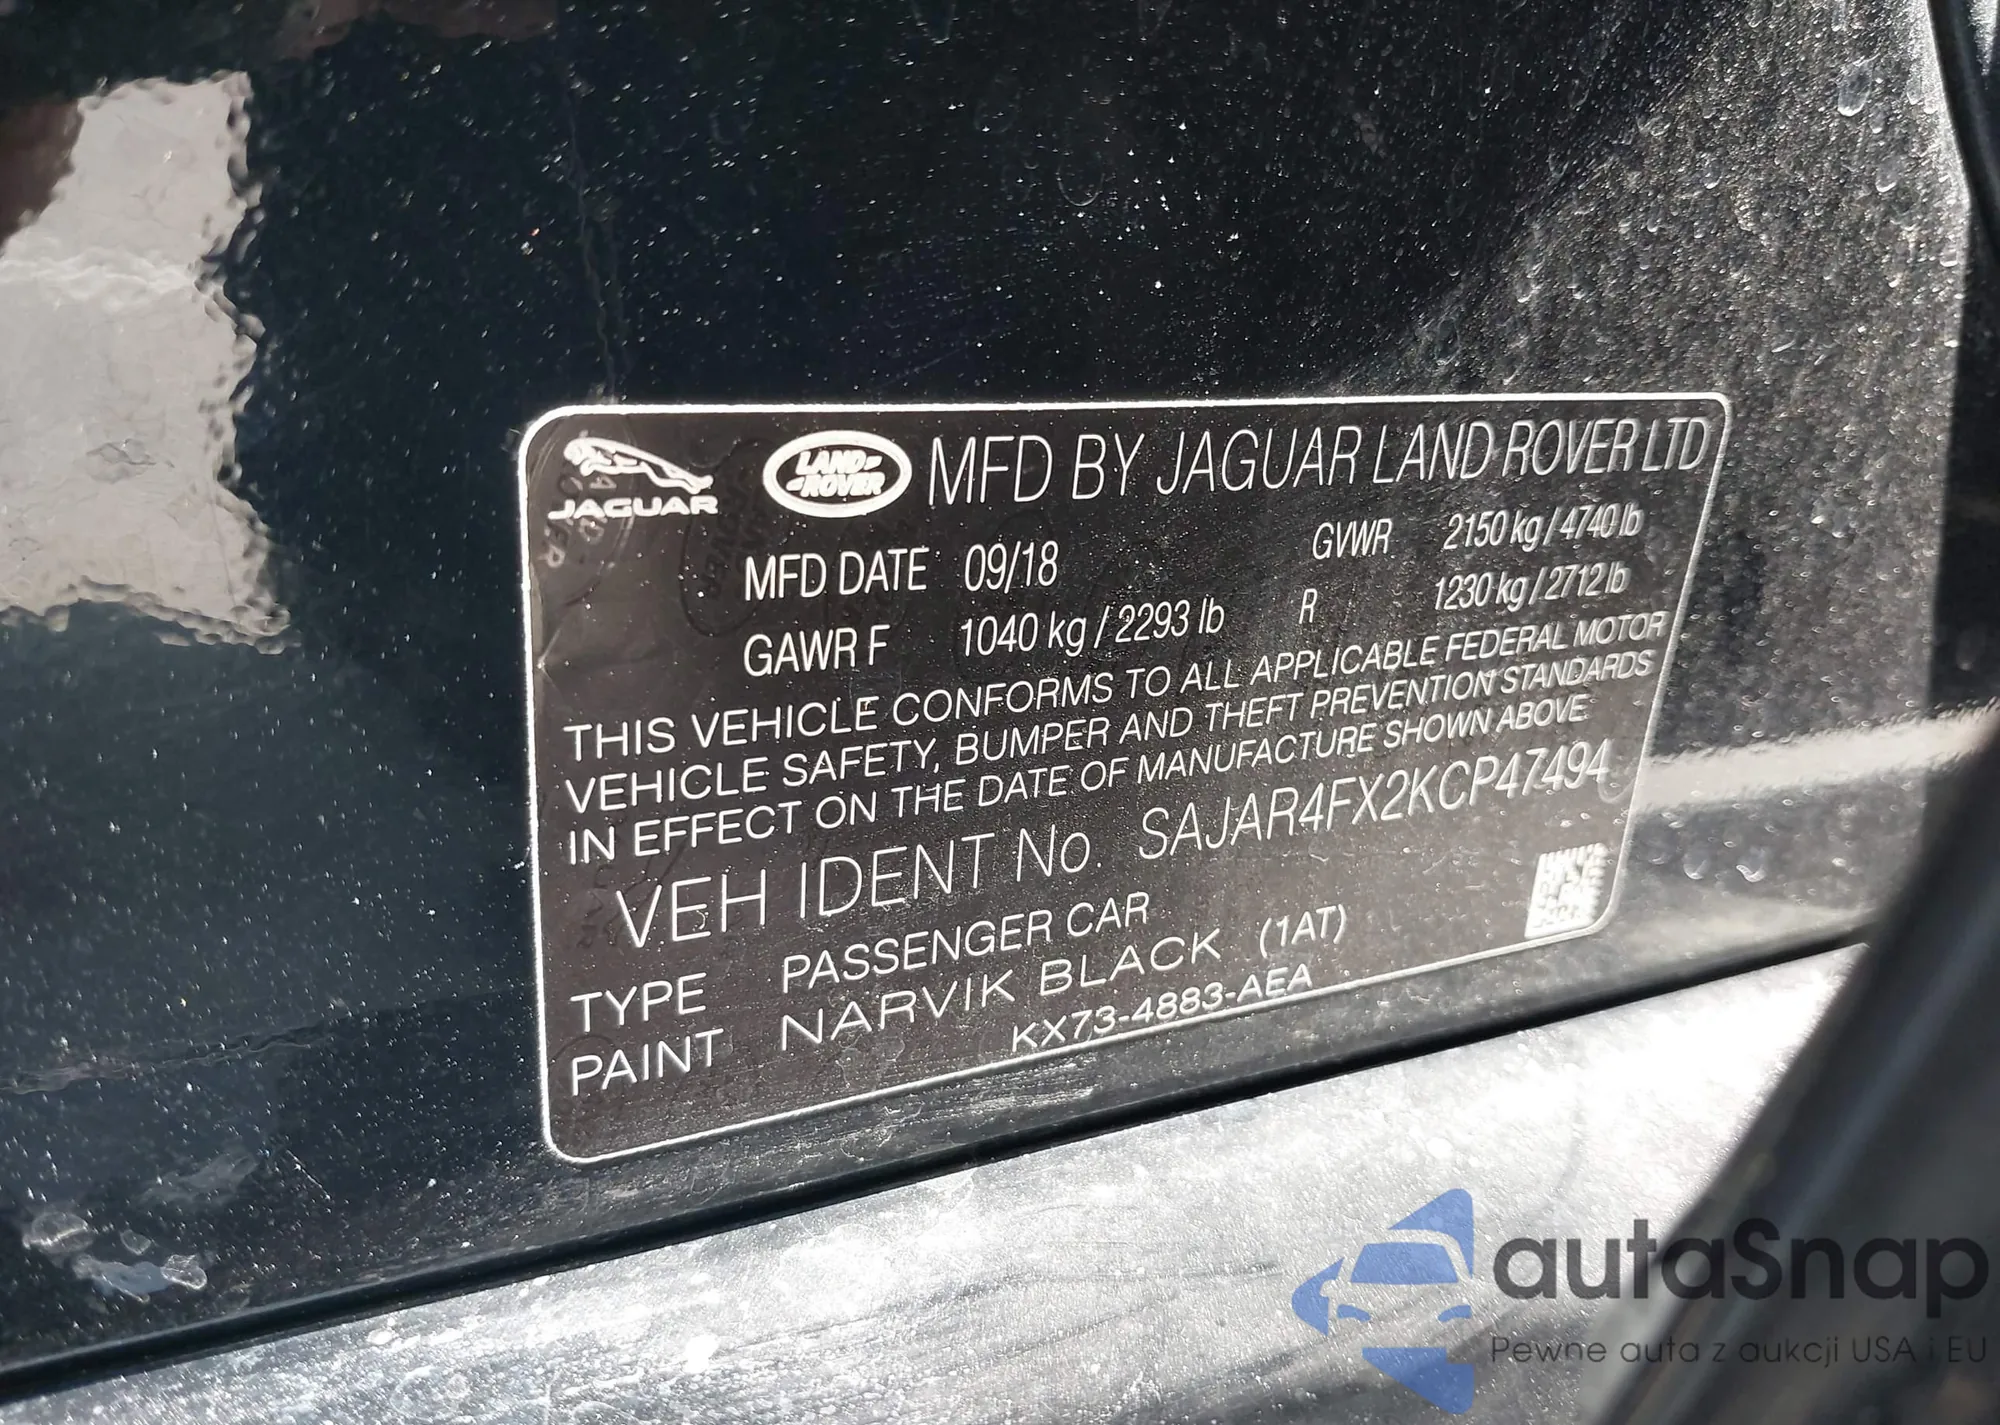 JAGUAR LAND ROVER MFD BY JAGUAR LAND ROVER LTD
MFD DATE 09/18 GVWR 2150 kg / 4740 lb
GAWR F 1040 kg / 2293 lb R 1230 kg / 2712 lb
THIS VEHICLE CONFORMS TO ALL APPLICABLE FEDERAL MOTOR
VEHICLE SAFETY, BUMPER AND THEFT PREVENTION STANDARDS
IN EFFECT ON THE DATE OF MANUFACTURE SHOWN ABOVE
VEH IDENT No. SAJAR4FX2KCP47494
TYPE PASSENGER CAR
PAINT NARVIK BLACK (1AT)
KX73-4883-AEA
autaSnap
Pewne auta z aukcji USA i EU